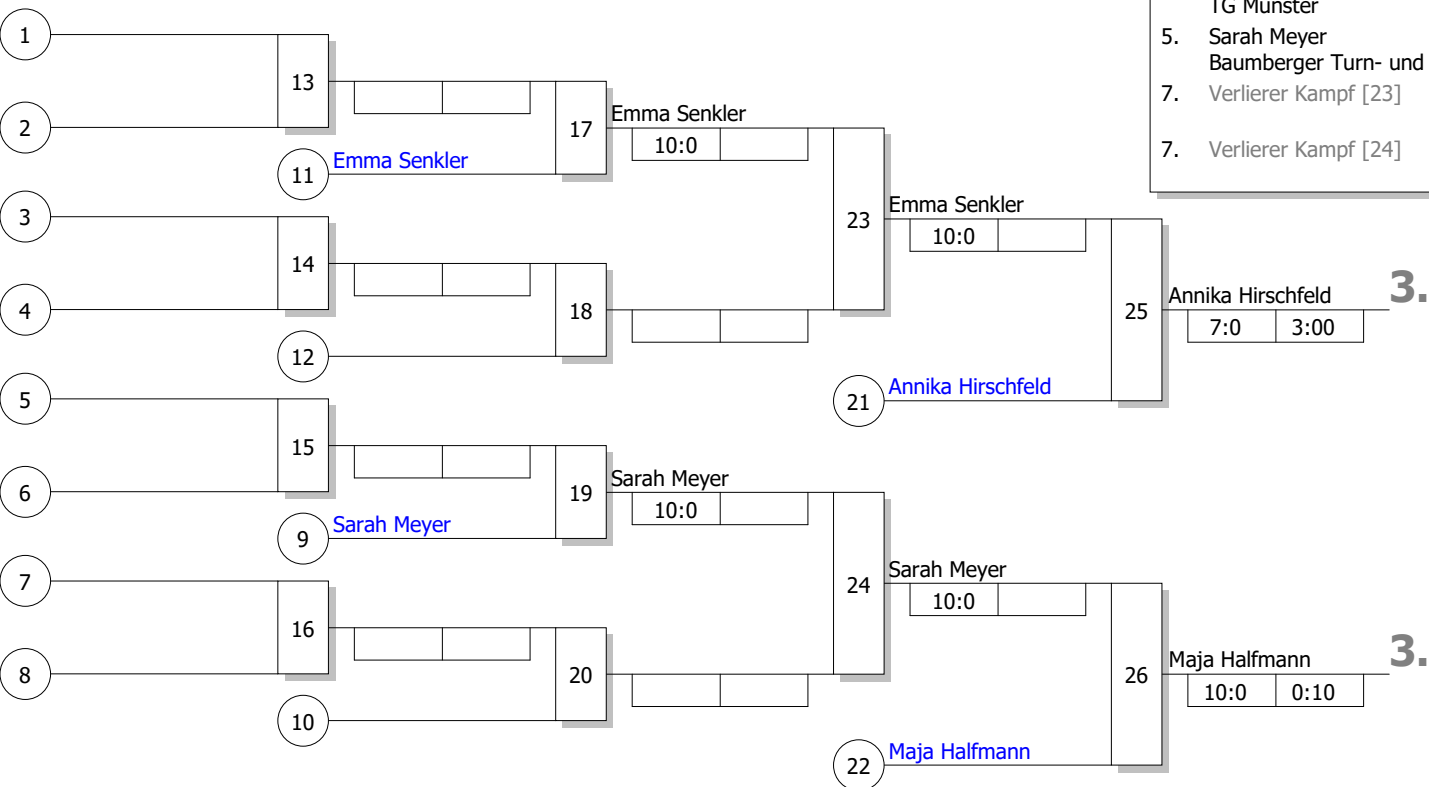 TG Münster
5. Sarah Meyer
Baumberger Turn- und
7. Verlierer Kampf [23]
7. Verlierer Kampf [24]
1
13
2
17
Emma Senkler
10:0
11
Emma Senkler
3
23
Emma Senkler
10:0
14
4
18
12
25
Annika Hirschfeld
3.
7:0 3:00
21
Annika Hirschfeld
5
15
6
19
Sarah Meyer
10:0
9
Sarah Meyer
7
24
Sarah Meyer
10:0
16
8
20
10
26
Maja Halfmann
3.
10:0 0:10
22
Maja Halfmann